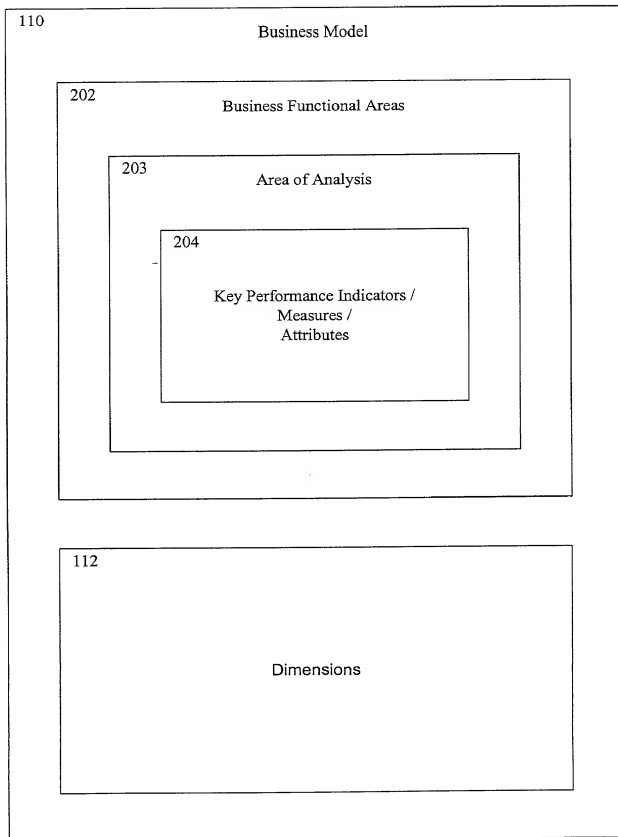 110
Business Model
202
Business Functional Areas
203
Area of Analysis
204
Key Performance Indicators /
Measures /
Attributes
112
Dimensions